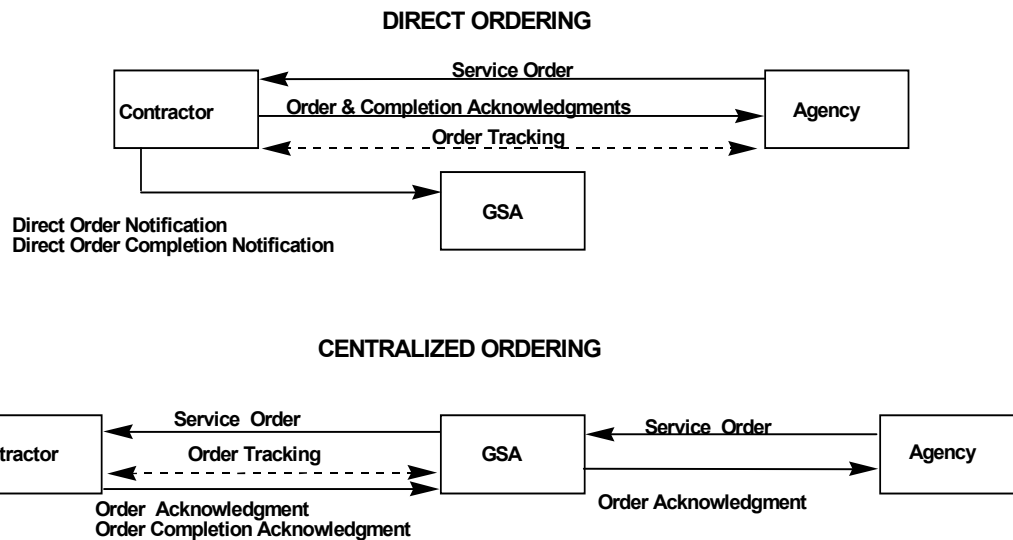 DIRECT ORDERING
Service Order
Contractor
Order & Completion Acknowledgments
Agency
Order Tracking
GSA
Direct Order Notification
Direct Order Completion Notification
CENTRALIZED ORDERING
Service Order
Service Order
tractor
Order Tracking
GSA
Agency
Order Acknowledgment
Order Completion Acknowledgment
Order Acknowledgment